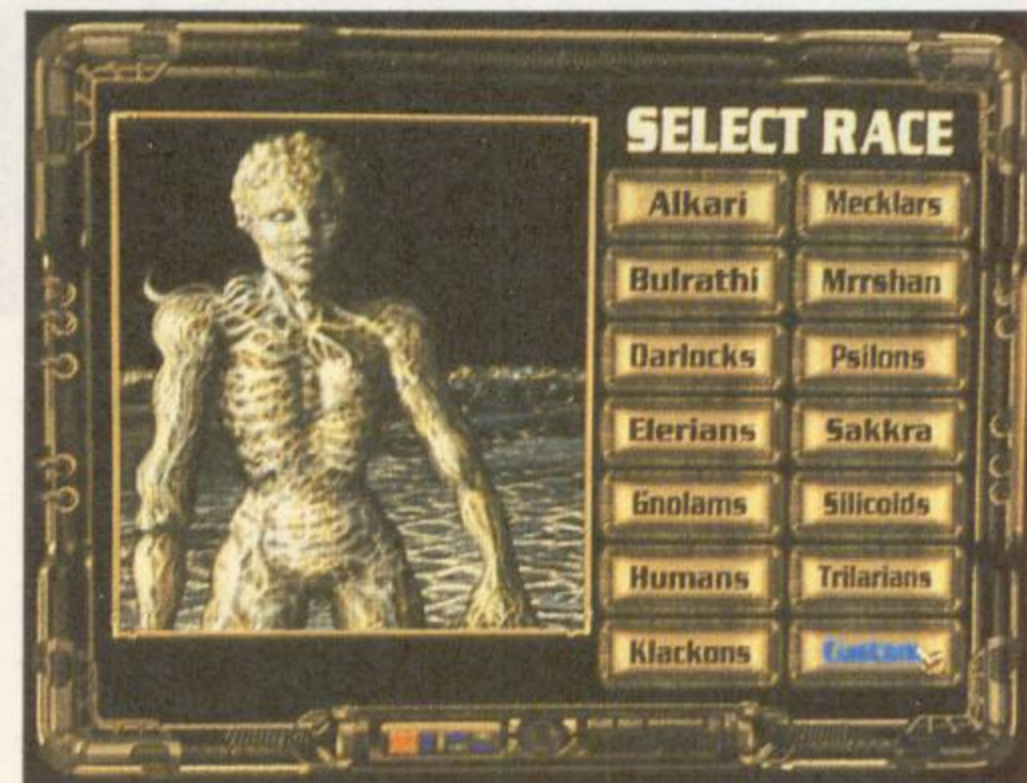 SELECT RACE
Alkari Mecklars
Bulrathi Mrrshan
Darlocks Psilons
Elerians Sakkra
Gnolams Silicoids
Humans Trilarians
Klackons Custom